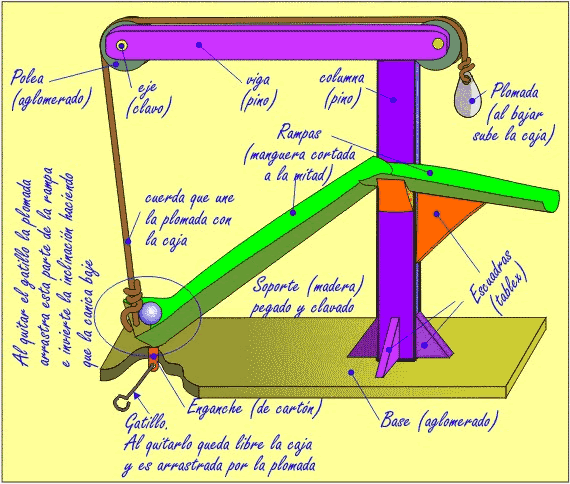 Polea
(aglomerado)
eje
(clavo)
viga
(pino)
columna
(pino)
Plomada
(al bajar
sube la caja)
Rampas
(manguera cortada
a la mitad)
cuerda que une
la plomada con
la caja
Al quitar el gatillo la plomada
arrastra esta parte de la rampa
e invierte la inclinación haciendo
que la canica baje
Soporte (madera)
pegado y clavado
Escuadras
(tablex)
Enganche (de cartón)
Base (aglomerado)
Gatillo.
Al quitarlo queda libre la caja
y es arrastrada por la plomada